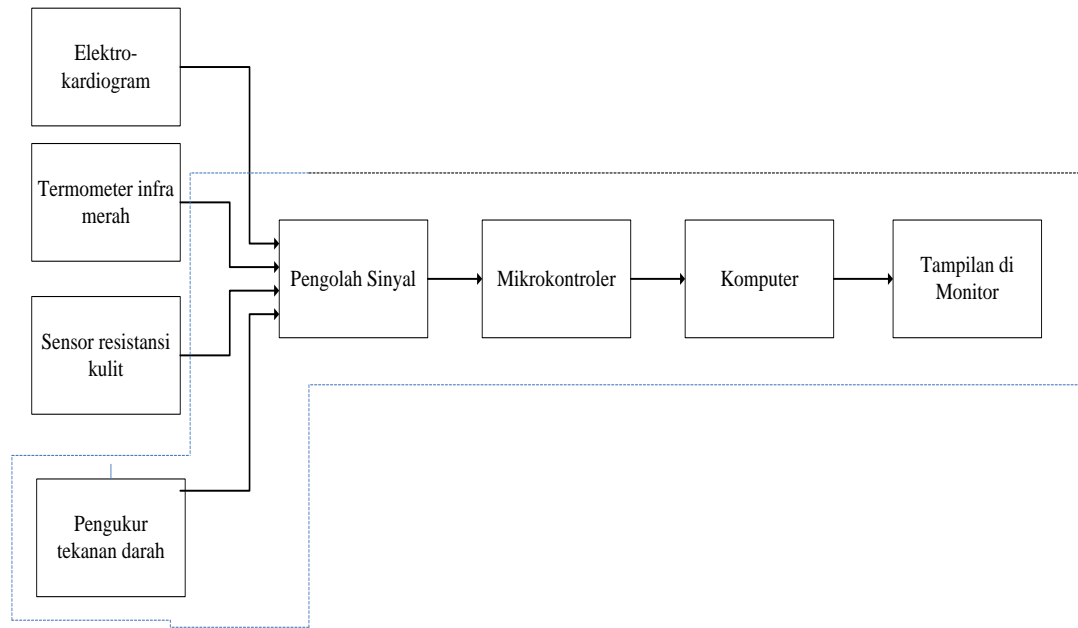 Elektro-
kardiogram
Termometer infra
merah
Sensor resistansi
kulit
Pengukur
tekanan darah
Pengolah Sinyal
Mikrokontroler
Komputer
Tampilan di
Monitor